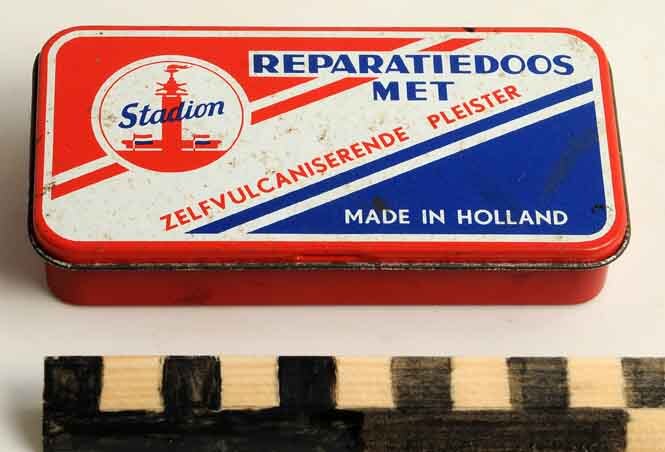 Stadion
REPARATIEDOOS
MET
ZELFVULCANISERENDE PLEISTER
MADE IN HOLLAND